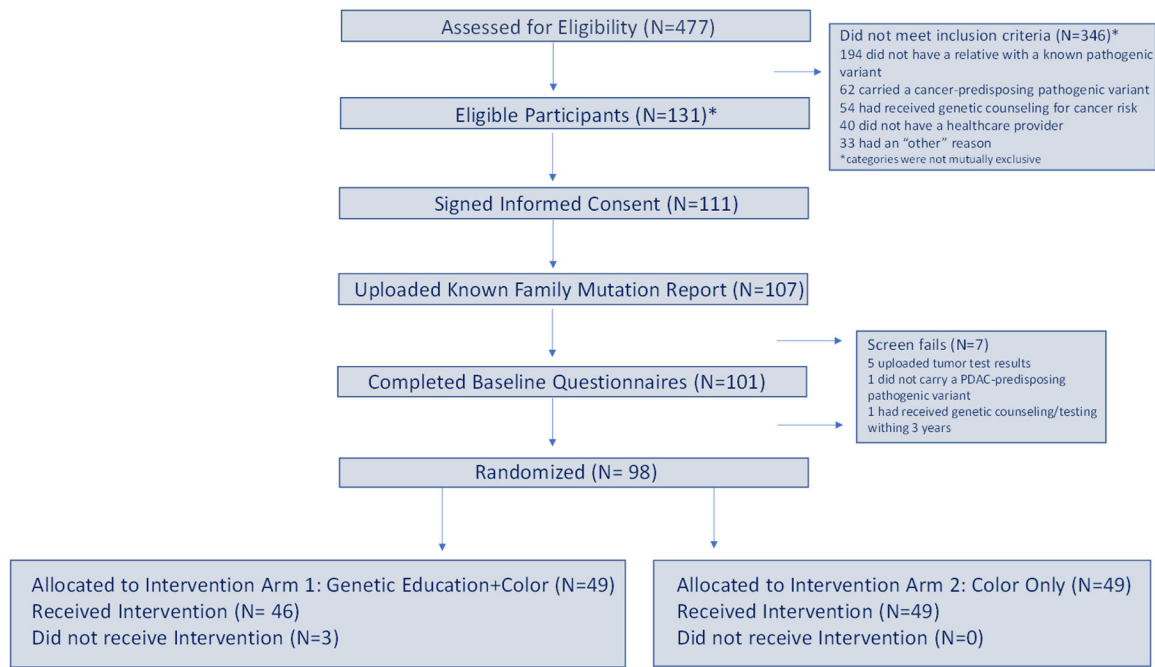 Assessed for Eligibility (N=477)
Did not meet inclusion criteria (N=346)*
194 did not have a relative with a known pathogenic
variant
62 carried a cancer-predisposing pathogenic variant
54 had received genetic counseling for cancer risk
40 did not have a healthcare provider
33 had an “other” reason
*categories were not mutually exclusive
Eligible Participants (N=131)*
Signed Informed Consent (N=111)
Uploaded Known Family Mutation Report (N=107)
Screen fails (N=7)
5 uploaded tumor test results
1 did not carry a PDAC-predisposing
pathogenic variant
1 had received genetic counseling/testing
withing 3 years
Completed Baseline Questionnaires (N=101)
Randomized (N= 98)
Allocated to Intervention Arm 1: Genetic Education+Color (N=49)
Received Intervention (N= 46)
Did not receive Intervention (N=3)
Allocated to Intervention Arm 2: Color Only (N=49)
Received Intervention (N=49)
Did not receive Intervention (N=0)